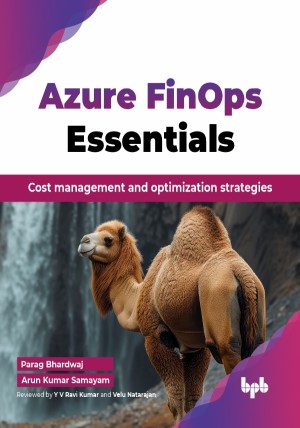 Azure FinOps
Essentials
Cost management and optimization strategies
Parag Bhardwaj
Arun Kumar Samayam
Reviewed by Y V Ravi Kumar and Velu Natarajan
bpb